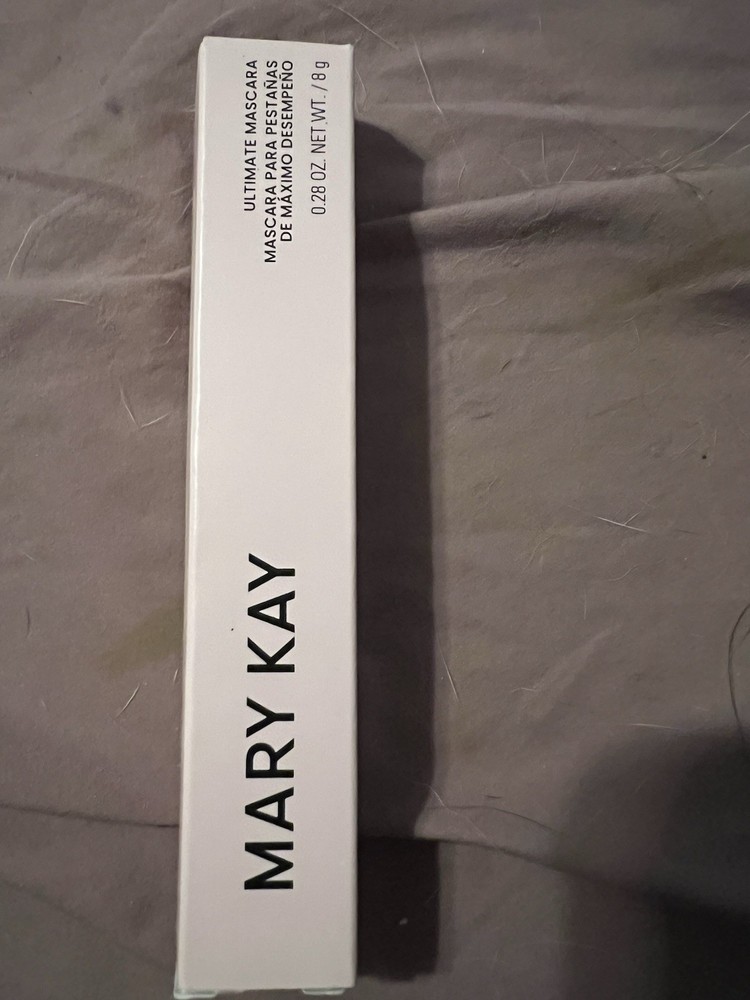 MARY KAY
ULTIMATE MASCARA
MASCARA PARA PESTAÑAS
DE MÁXIMO DESEMPEÑO
0.28 OZ. NET WT. / 8 g